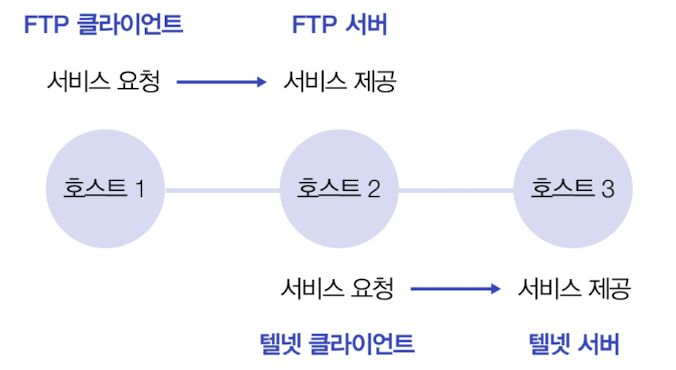 FTP 클라이언트 FTP 서버
서비스 요청 서비스 제공
호스트 1 호스트 2 호스트 3
서비스 요청 서비스 제공
텔넷 클라이언트 텔넷 서버